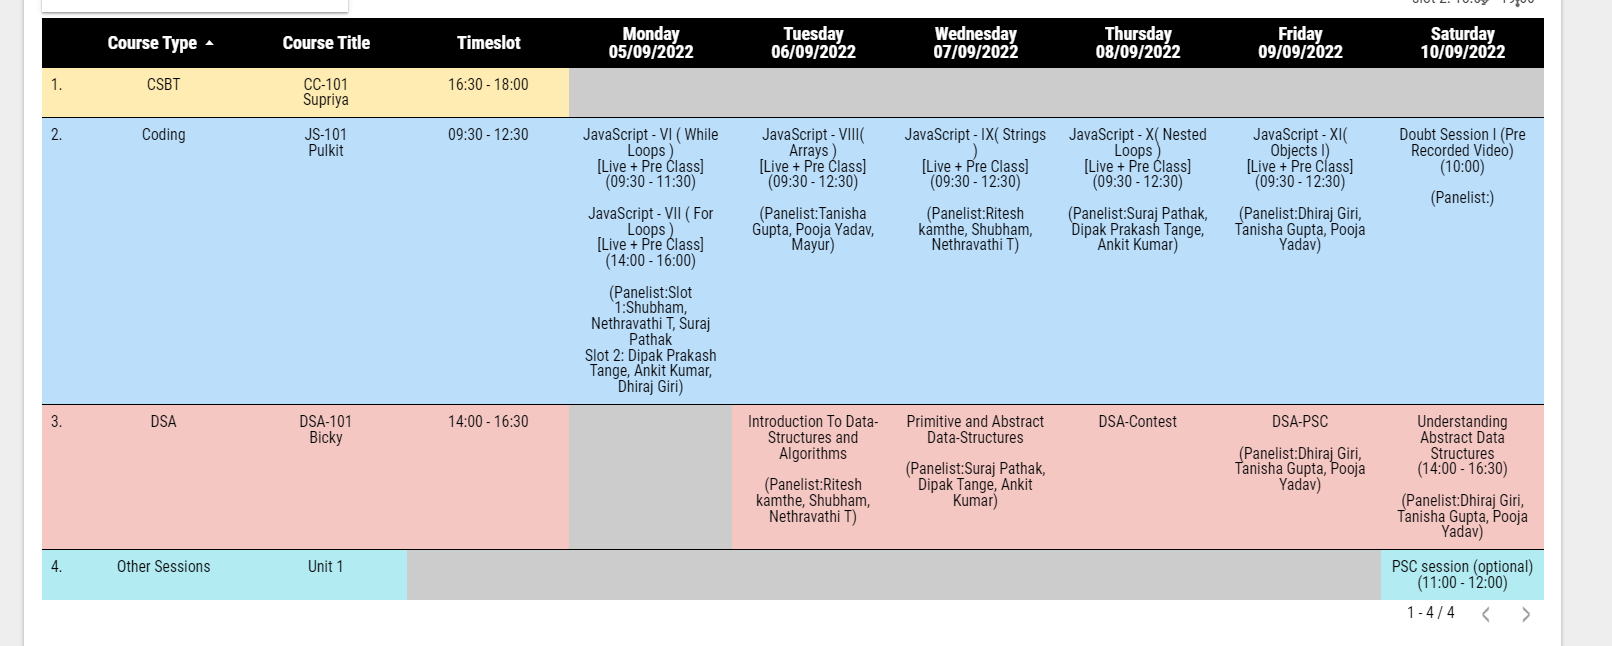 Course Type Course Title Timeslot Monday 05/09/2022 Tuesday 06/09/2022 Wednesday 07/09/2022 Thursday 08/09/2022 Friday 09/09/2022 Saturday 10/09/2022
1.
CSBT
CC-101
Supriya
16:30 - 18:00
2.
Coding
JS-101
Pulkit
09:30 - 12:30
JavaScript - VI ( While
Loops )
[Live + Pre Class]
(09:30 - 11:30)
JavaScript - VII ( For
Loops )
[Live + Pre Class]
(14:00 - 16:00)
(Panelist:Slot
1:Shubham,
Nethravathi T, Suraj
Pathak
Slot 2: Dipak Prakash
Tange, Ankit Kumar,
Dhiraj Giri)
JavaScript - VIII(
Arrays )
[Live + Pre Class]
(09:30 - 12:30)
(Panelist:Tanisha
Gupta, Pooja Yadav,
Mayur)
JavaScript - IX( Strings
)
[Live + Pre Class]
(09:30 - 12:30)
(Panelist:Ritesh
kamthe, Shubham,
Nethravathi T)
JavaScript - X( Nested
Loops )
[Live + Pre Class]
(09:30 - 12:30)
(Panelist:Suraj Pathak,
Dipak Prakash Tange,
Ankit Kumar)
JavaScript - XI(
Objects I)
[Live + Pre Class]
(09:30 - 12:30)
(Panelist:Dhiraj Giri,
Tanisha Gupta, Pooja
Yadav)
Doubt Session I (Pre
Recorded Video)
(10:00)
(Panelist:)
3.
DSA
DSA-101
Bicky
14:00 - 16:30
Introduction To Data-
Structures and
Algorithms
(Panelist:Ritesh
kamthe, Shubham,
Nethravathi T)
Primitive and Abstract
Data-Structures
(Panelist:Suraj Pathak,
Dipak Tange, Ankit
Kumar)
DSA-Contest
DSA-PSC
(Panelist:Dhiraj Giri,
Tanisha Gupta, Pooja
Yadav)
Understanding
Abstract Data
Structures
(14:00 - 16:30)
(Panelist:Dhiraj Giri,
Tanisha Gupta, Pooja
Yadav)
4.
Other Sessions
Unit 1
PSC session (optional)
(11:00 - 12:00)
1 - 4 / 4